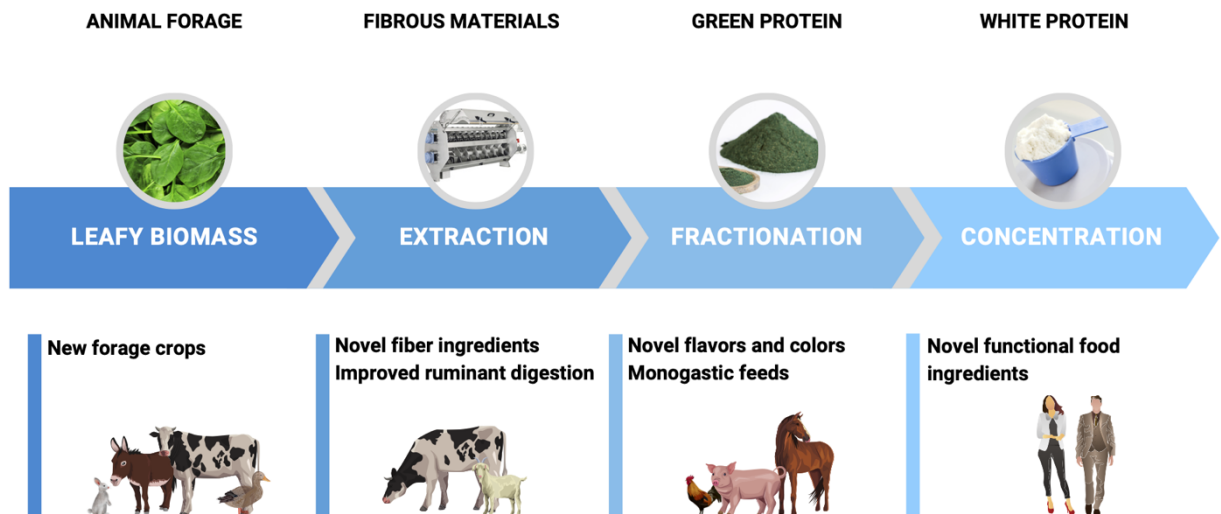 ANIMAL FORAGE
FIBROUS MATERIALS
GREEN PROTEIN
WHITE PROTEIN
LEAFY BIOMASS
EXTRACTION
FRACTIONATION
CONCENTRATION
New forage crops
Novel fiber ingredients
Improved ruminant digestion
Novel flavors and colors
Monogastic feeds
Novel functional food
ingredients